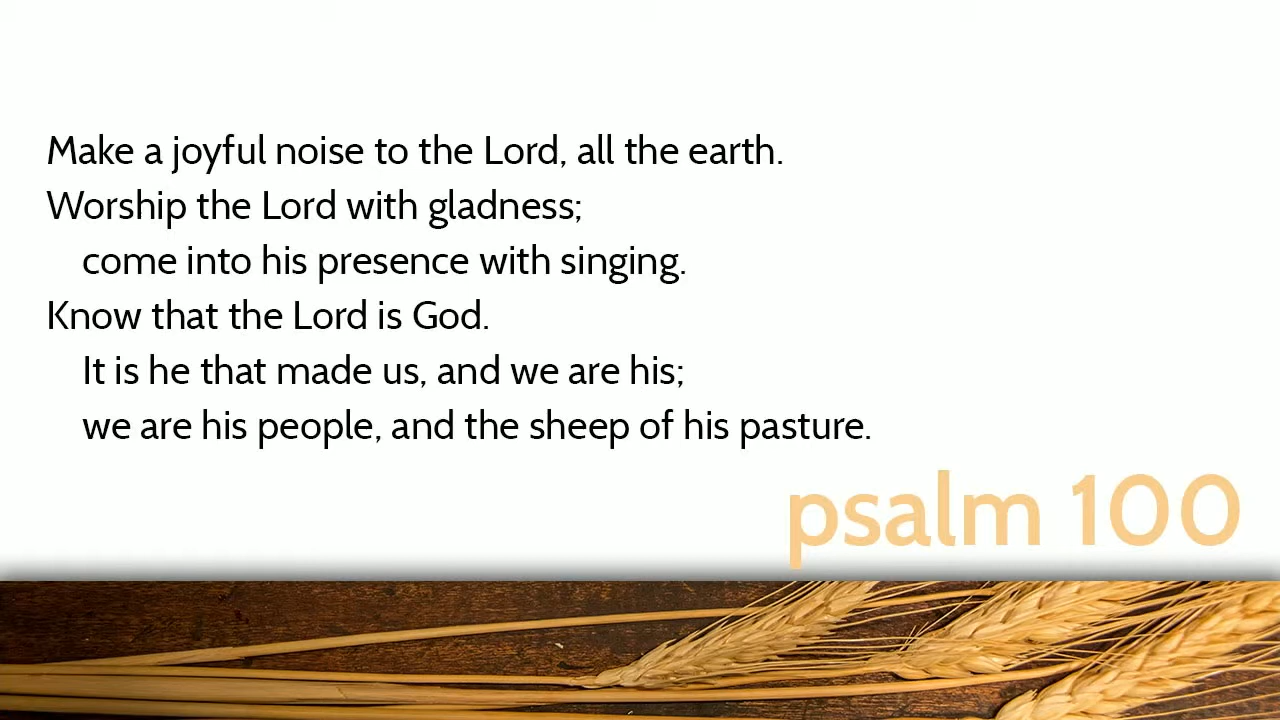 Make a joyful noise to the Lord, all the earth.
Worship the Lord with gladness;
come into his presence with singing.
Know that the Lord is God.
It is he that made us, and we are his;
we are his people, and the sheep of his pasture.
psalm 100